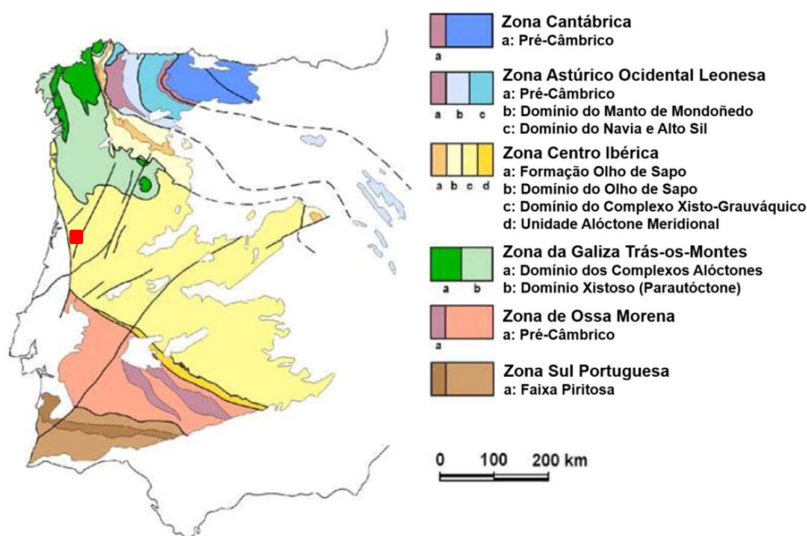 Zona Cantábrica
a: Pré-Câmbrico
a
Zona Astúrico Ocidental Leonesa
a: Pré-Câmbrico
b: Domínio do Manto de Mondoñedo
c: Domínio do Navia e Alto Sil
a b c
Zona Centro Ibérica
a: Formação Olho de Sapo
b: Domínio do Olho de Sapo
c: Domínio do Complexo Xisto-Grauváquico
d: Unidade Alóctone Meridional
a b c d
Zona da Galiza Trás-os-Montes
a: Domínio dos Complexos Alóctones
b: Domínio Xistoso (Parautóctone)
a b
Zona de Ossa Morena
a: Pré-Câmbrico
a
Zona Sul Portuguesa
a: Faixa Piritosa
a
0 100 200 km